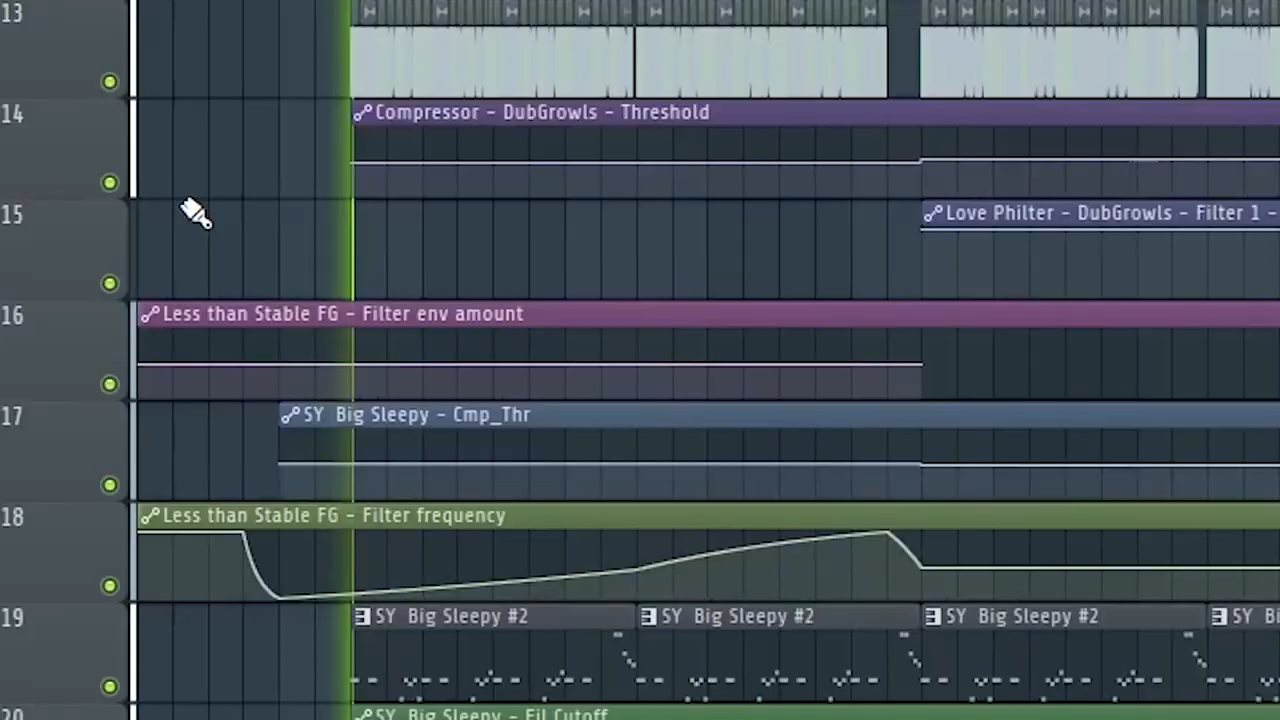 13
14
Compressor - DubGrowls - Threshold
15
Love Philter - DubGrowls - Filter 1 -
16
Less than Stable FG - Filter env amount
17
SY Big Sleepy - Cmp_Thr
18
Less than Stable FG - Filter frequency
19
SY Big Sleepy #2 SY Big Sleepy #2 SY Big Sleepy #2 SY Bi
20
SY Big Sleepy - Fil Cutoff